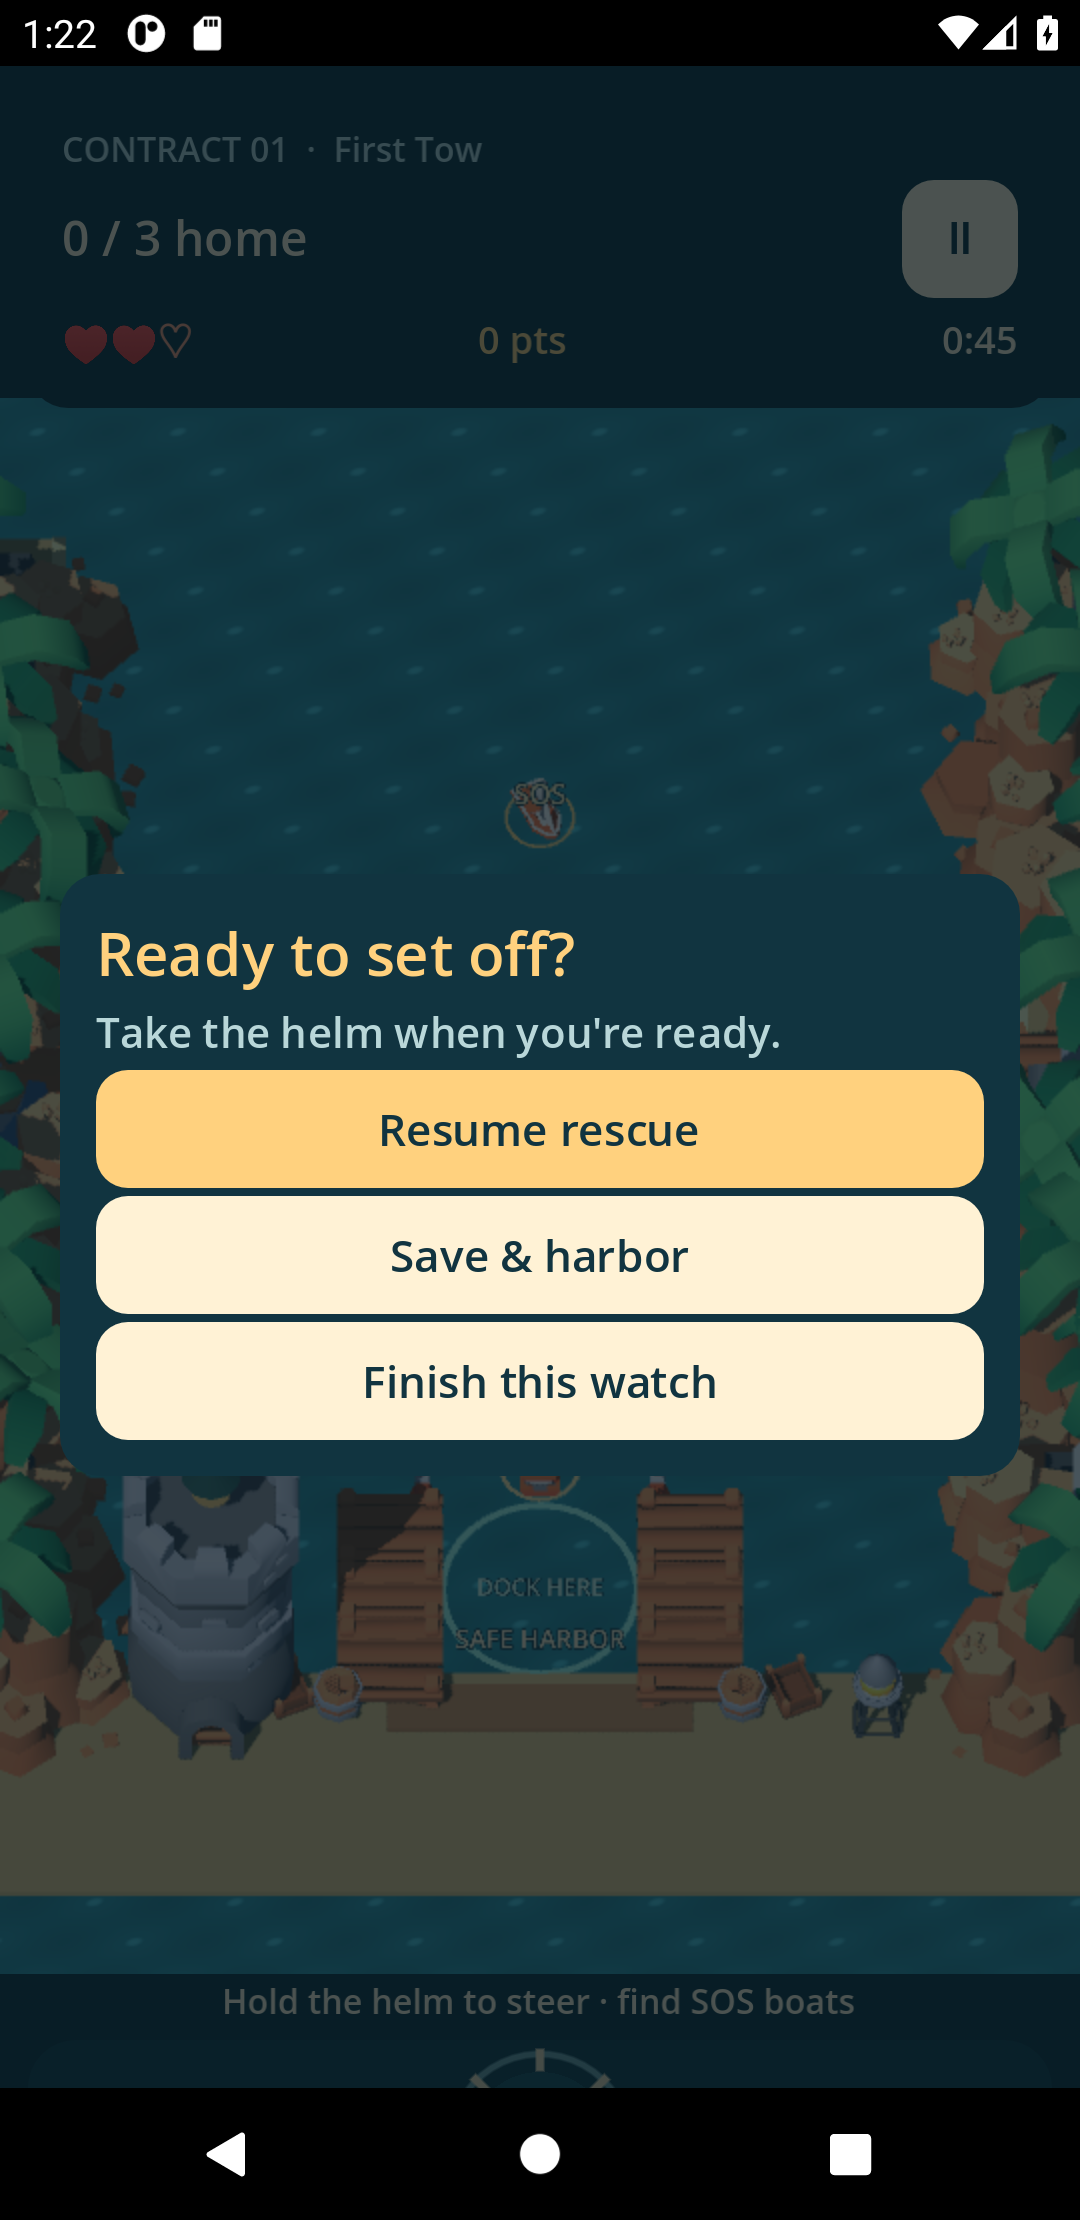 1:22
CONTRACT 01 · First Tow
0 / 3 home
0 pts
0:45
SOS
Ready to set off?
Take the helm when you're ready.
Resume rescue
Save & harbor
Finish this watch
DOCK HERE
SAFE HARBOR
Hold the helm to steer · find SOS boats